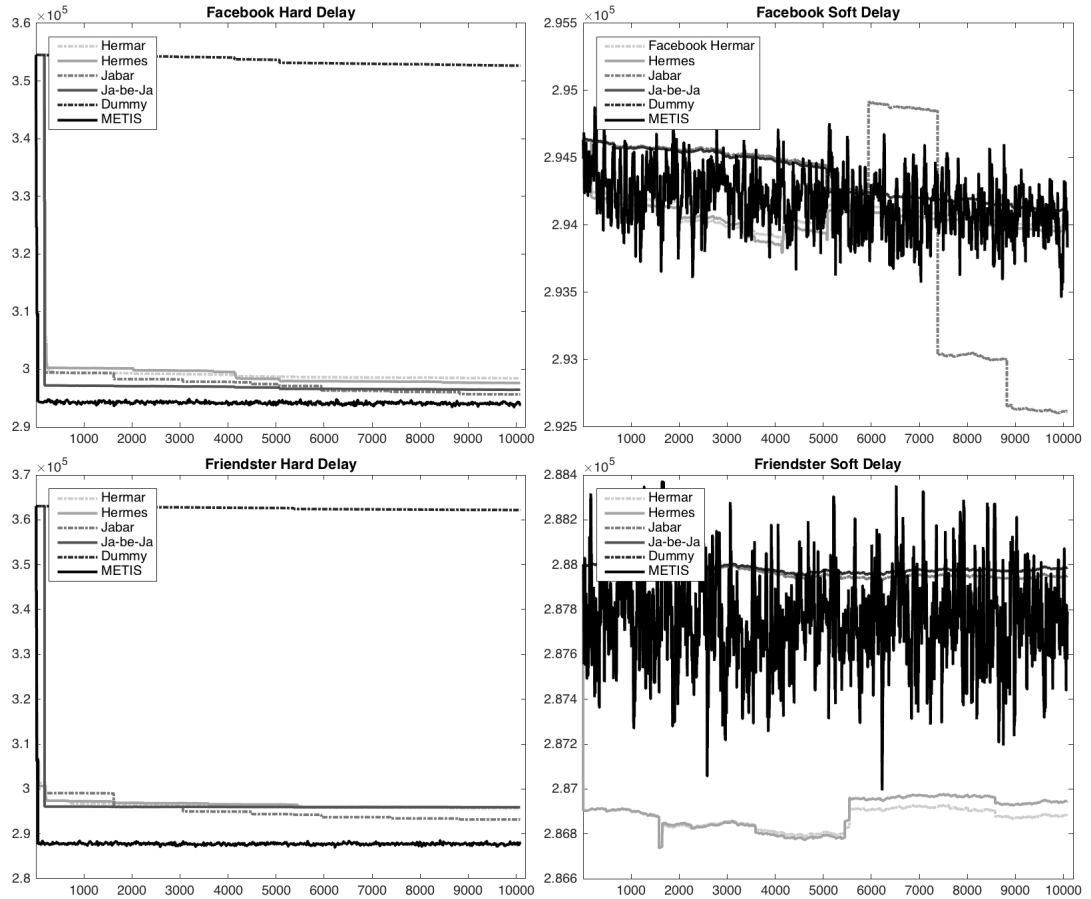 Facebook Hard Delay
× 10^5
3.6
3.5
3.4
3.3
3.2
3.1
3
2.9
Hermar
Hermes
Jabar
Ja-be-Ja
Dummy
METIS
1000 2000 3000 4000 5000 6000 7000 8000 9000 10000
Facebook Soft Delay
× 10^5
2.955
2.95
2.945
2.94
2.935
2.93
2.925
Facebook Hermar
Hermes
Jabar
Ja-be-Ja
Dummy
METIS
1000 2000 3000 4000 5000 6000 7000 8000 9000 10000
Friendster Hard Delay
× 10^5
3.7
3.6
3.5
3.4
3.3
3.2
3.1
3
2.9
2.8
Hermar
Hermes
Jabar
Ja-be-Ja
Dummy
METIS
1000 2000 3000 4000 5000 6000 7000 8000 9000 10000
Friendster Soft Delay
× 10^5
2.884
2.882
2.88
2.878
2.876
2.874
2.872
2.87
2.868
2.866
Hermar
Hermes
Jabar
Ja-be-Ja
Dummy
METIS
1000 2000 3000 4000 5000 6000 7000 8000 9000 10000